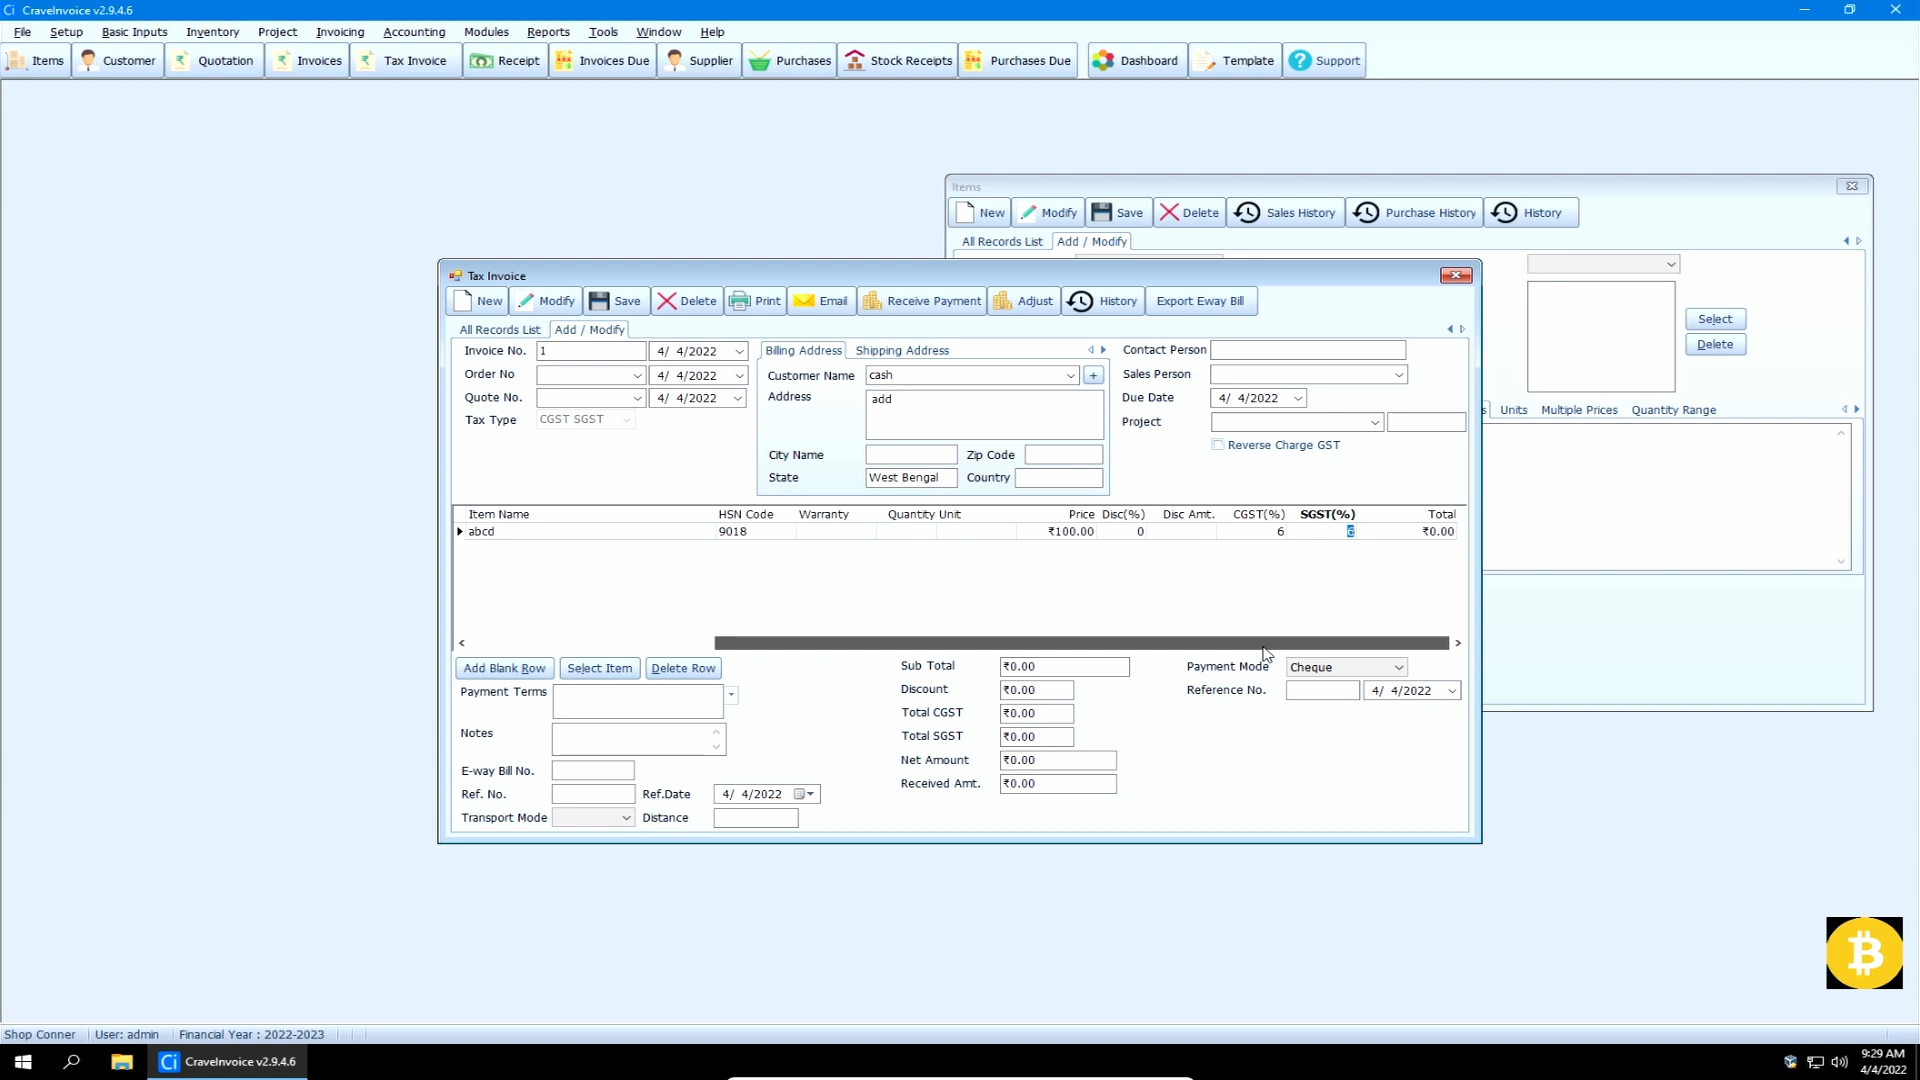 CraveInvoice v2.9.4.6
File Setup Basic Inputs Inventory Project Invoicing Accounting Modules Reports Tools Window Help
Items Customer Quotation Invoices Tax Invoice Receipt Invoices Due Supplier Purchases Stock Receipts Purchases Due Dashboard Template Support
Items
New Modify Save Delete Sales History Purchase History History
All Records List Add / Modify
Select
Delete
Units Multiple Prices Quantity Range
Tax Invoice
New Modify Save Delete Print Email Receive Payment Adjust History Export Eway Bill
All Records List Add / Modify
Invoice No. 1 4/ 4/2022
Order No 4/ 4/2022
Quote No. 4/ 4/2022
Tax Type CGST SGST
Billing Address Shipping Address
Customer Name cash +
Address add
City Name Zip Code
State West Bengal Country
Contact Person
Sales Person
Due Date 4/ 4/2022
Project
Reverse Charge GST
Item Name HSN Code Warranty Quantity Unit Price Disc(%) Disc Amt. CGST(%) SGST(%) Total
abcd 9018 ₹100.00 0 6 6 ₹0.00
Add Blank Row Select Item Delete Row
Payment Terms
Notes
E-way Bill No.
Ref. No. Ref.Date 4/ 4/2022
Transport Mode Distance
Sub Total ₹0.00
Discount ₹0.00
Total CGST ₹0.00
Total SGST ₹0.00
Net Amount ₹0.00
Received Amt. ₹0.00
Payment Mode Cheque
Reference No. 4/ 4/2022
Shop Conner User: admin Financial Year : 2022-2023
CraveInvoice v2.9.4.6
9:29 AM
4/4/2022